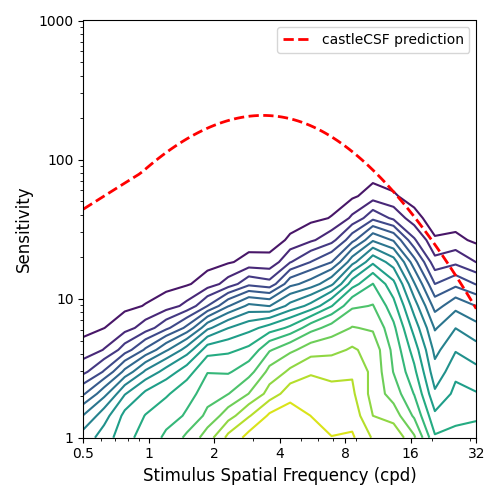 1000
castleCSF prediction
100
Sensitivity
10
1
0.5 1 2 4 8 16 32
Stimulus Spatial Frequency (cpd)